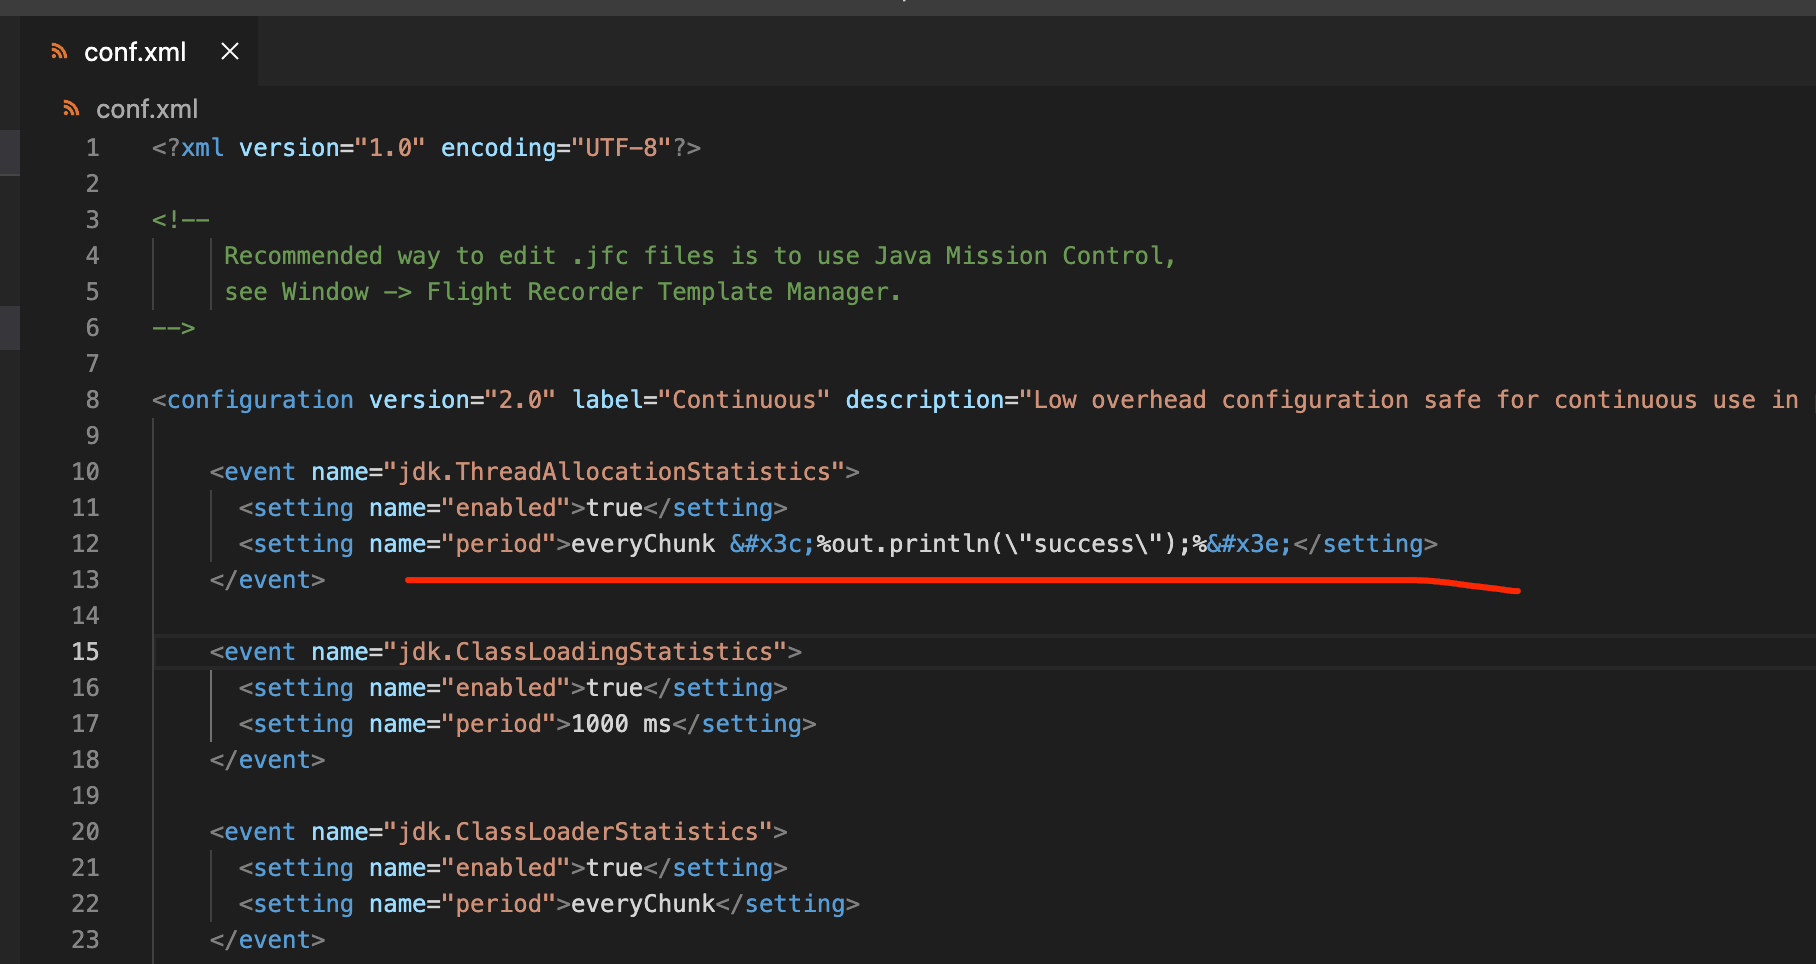 conf.xml
conf.xml
1 <?xml version="1.0" encoding="UTF-8"?>
2
3 <!--
4 Recommended way to edit .jfc files is to use Java Mission Control,
5 see Window -> Flight Recorder Template Manager.
6 -->
7
8 <configuration version="2.0" label="Continuous" description="Low overhead configuration safe for continuous use in
9
10 <event name="jdk.ThreadAllocationStatistics">
11 <setting name="enabled">true</setting>
12 <setting name="period">everyChunk &#x3c;%out.println(\"success\");%&#x3e;</setting>
13 </event>
14
15 <event name="jdk.ClassLoadingStatistics">
16 <setting name="enabled">true</setting>
17 <setting name="period">1000 ms</setting>
18 </event>
19
20 <event name="jdk.ClassLoaderStatistics">
21 <setting name="enabled">true</setting>
22 <setting name="period">everyChunk</setting>
23 </event>